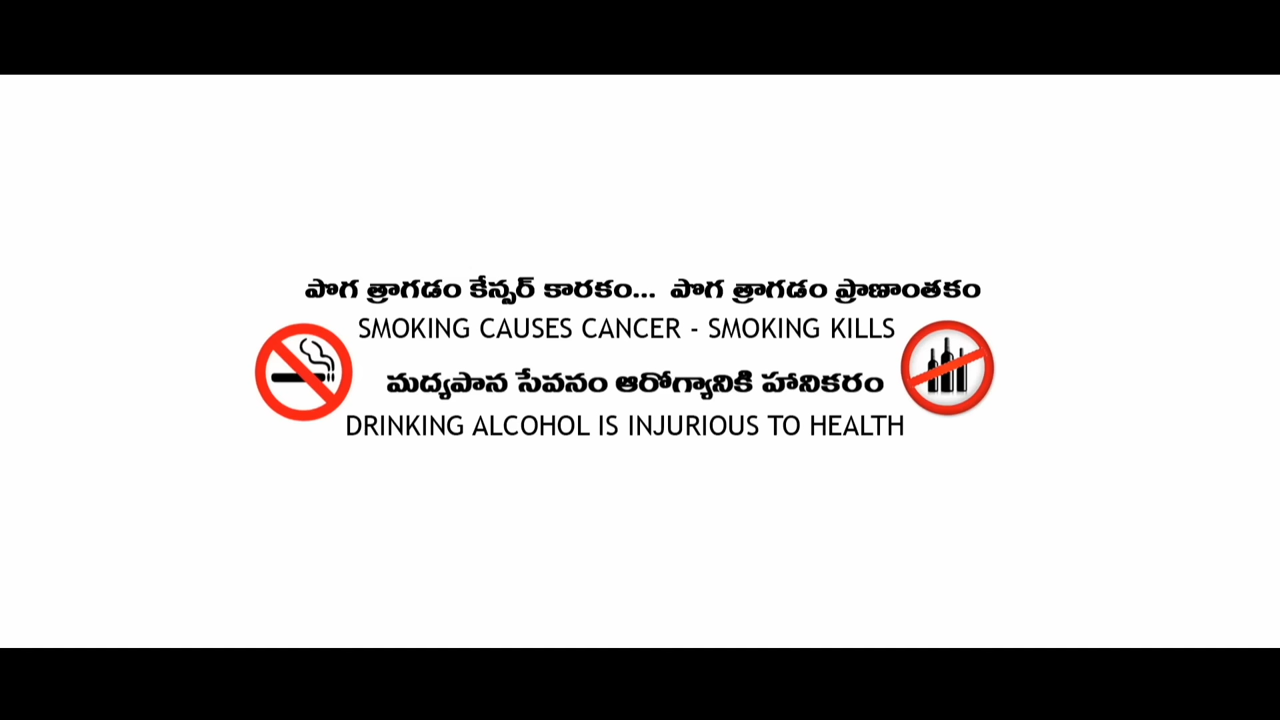 పొగ త్రాగడం కేన్సర్ కారకం... పొగ త్రాగడం ప్రాణాంతకం
SMOKING CAUSES CANCER - SMOKING KILLS
మద్యపాన సేవనం ఆరోగ్యానికి హానికరం
DRINKING ALCOHOL IS INJURIOUS TO HEALTH